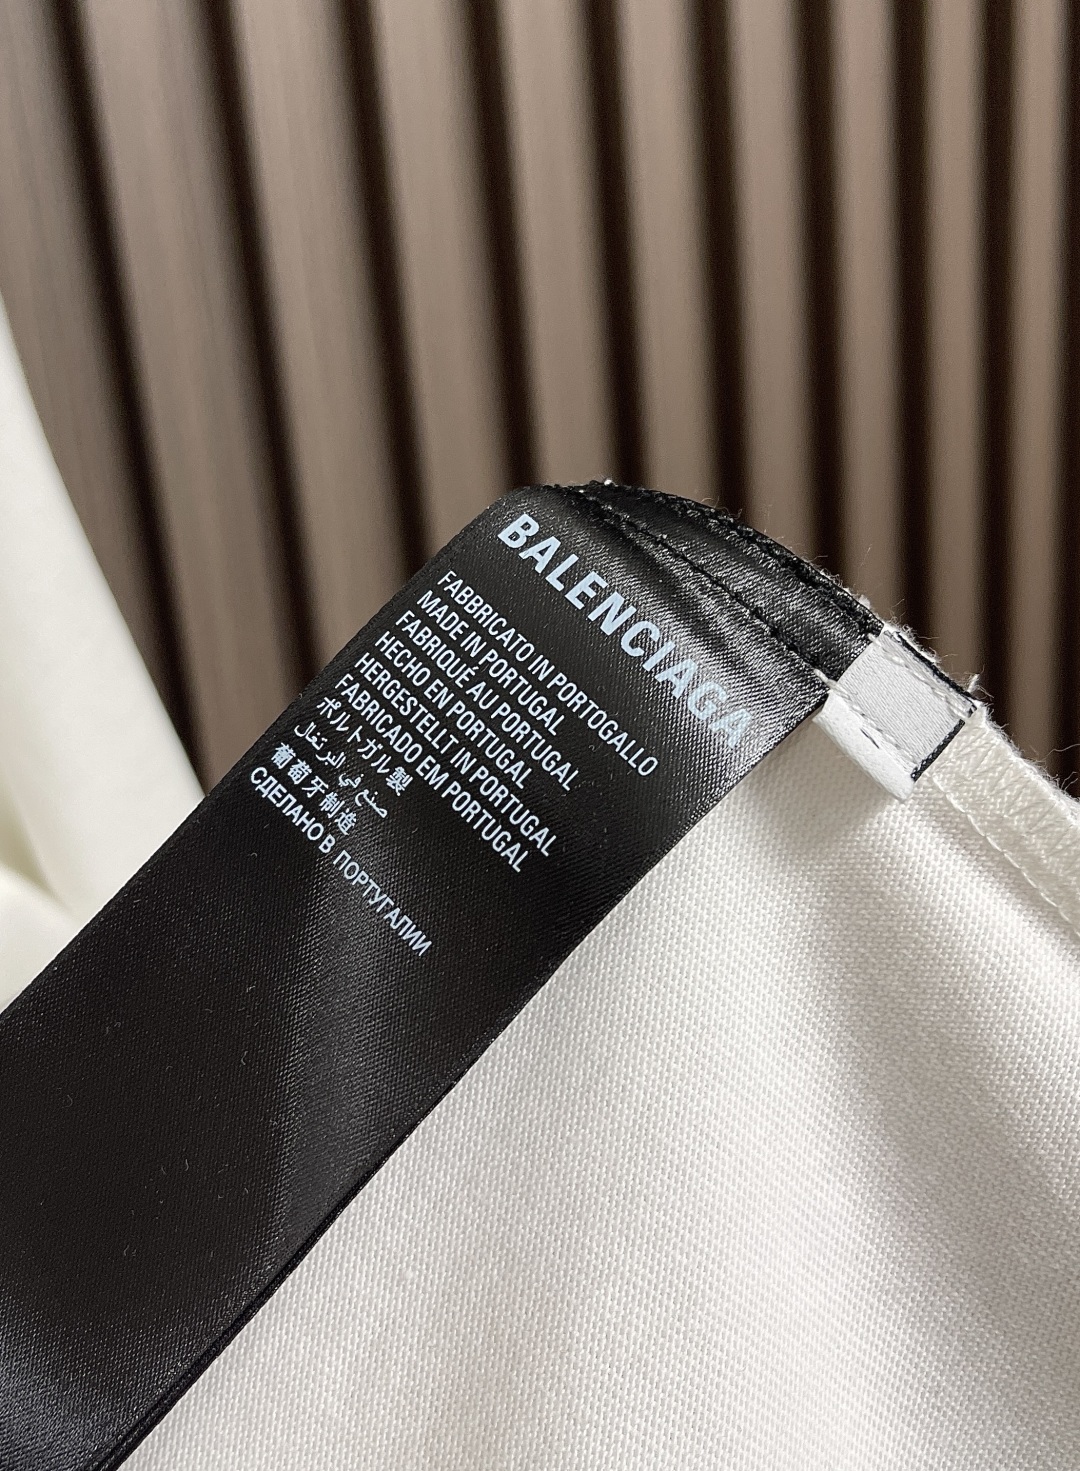 BALENCIAGA
FABBRICATO IN PORTOGALLO
MADE IN PORTUGAL
FABRIQUÉ AU PORTUGAL
HECHO EN PORTUGAL
HERGESTELLT IN PORTUGAL
FABRICADO EM PORTUGAL
ポルトガル製
صنع في البرتغال
葡萄牙制造
СДЕЛАНО В ПОРТУГАЛИИ